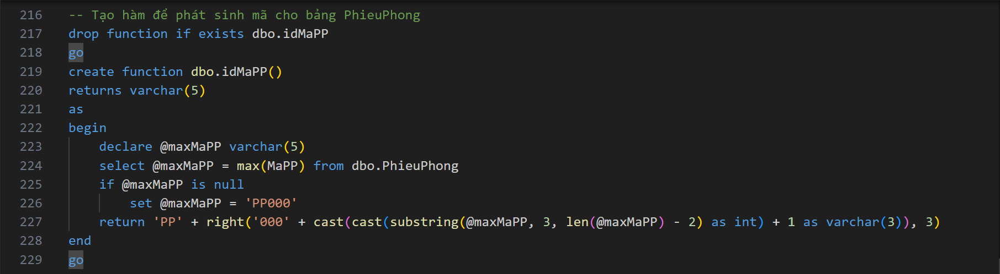 216 -- Tạo hàm để phát sinh mã cho bảng PhieuPhong
217 drop function if exists dbo.idMaPP
218 go
219 create function dbo.idMaPP()
220 returns varchar(5)
221 as
222 begin
223 declare @maxMaPP varchar(5)
224 select @maxMaPP = max(MaPP) from dbo.PhieuPhong
225 if @maxMaPP is null
226 set @maxMaPP = 'PP000'
227 return 'PP' + right('000' + cast(cast(substring(@maxMaPP, 3, len(@maxMaPP) - 2) as int) + 1 as varchar(3)), 3)
228 end
229 go